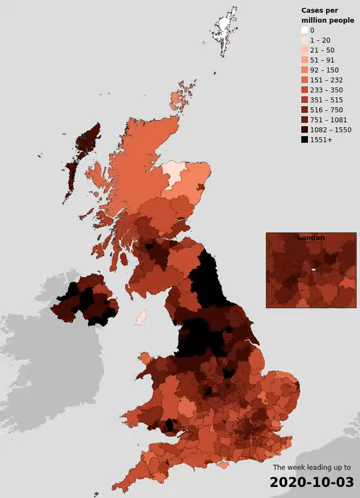 Cases per
million people
0
1 – 20
21 – 50
51 – 91
92 – 150
151 – 232
233 – 350
351 – 515
516 – 750
751 – 1081
1082 – 1550
1551+
London
The week leading up to
2020-10-03